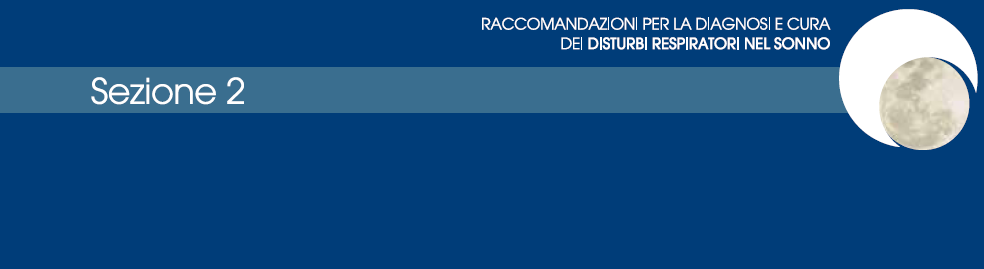 RACCOMANDAZIONI PER LA DIAGNOSI E CURA
DEI DISTURBI RESPIRATORI NEL SONNO
Sezione 2